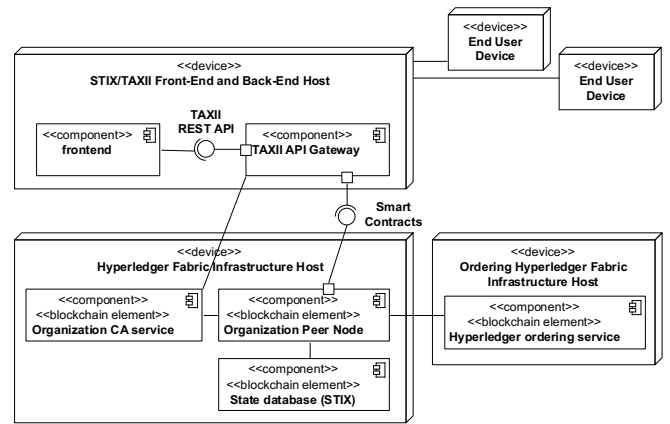 <<device>>
End User
Device
<<device>>
STIX/TAXII Front-End and Back-End Host
<<device>>
End User
Device
TAXII
REST API
<<component>>
frontend
<<component>>
TAXII API Gateway
Smart
Contracts
<<device>>
Hyperledger Fabric Infrastructure Host
<<device>>
Ordering Hyperledger Fabric
Infrastructure Host
<<component>>
<<blockchain element>>
Organization CA service
<<component>>
<<blockchain element>>
Organization Peer Node
<<component>>
<<blockchain element>>
Hyperledger ordering service
<<component>>
<<blockchain element>>
State database (STIX)